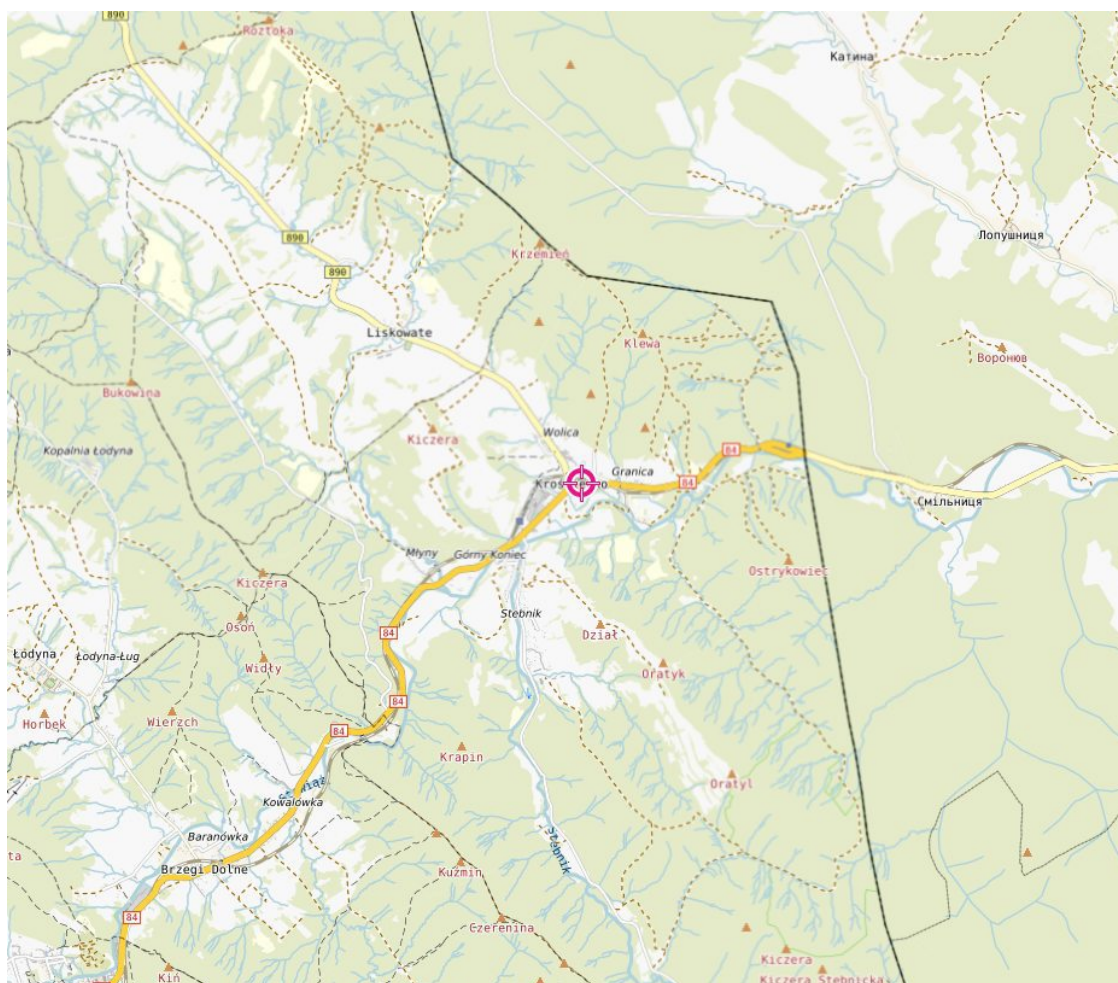 890
Roztoka
Катина
890
Лопушниця
Krzemień
890
Liskowate
Klewa
Воронюв
Bukowina
Kiczera
Wolica
Kopalnia Łodyna
84
Granica
84
Смільниця
Młyny
Górny Koniec
Ostrykowiec
Kiczera
Stebnik
Osoń
84
Dział
Łódyna
Łodyna-Ług
Widły
Oratyk
84
Horbek
Wierzch
84
Krapin
Oratyl
Kowalówka
Baranówka
Stebnik
Brzegi Dolne
Kuźmin
84
Czerenina
Kiczera
Kiń
Kiczera Stebnicka